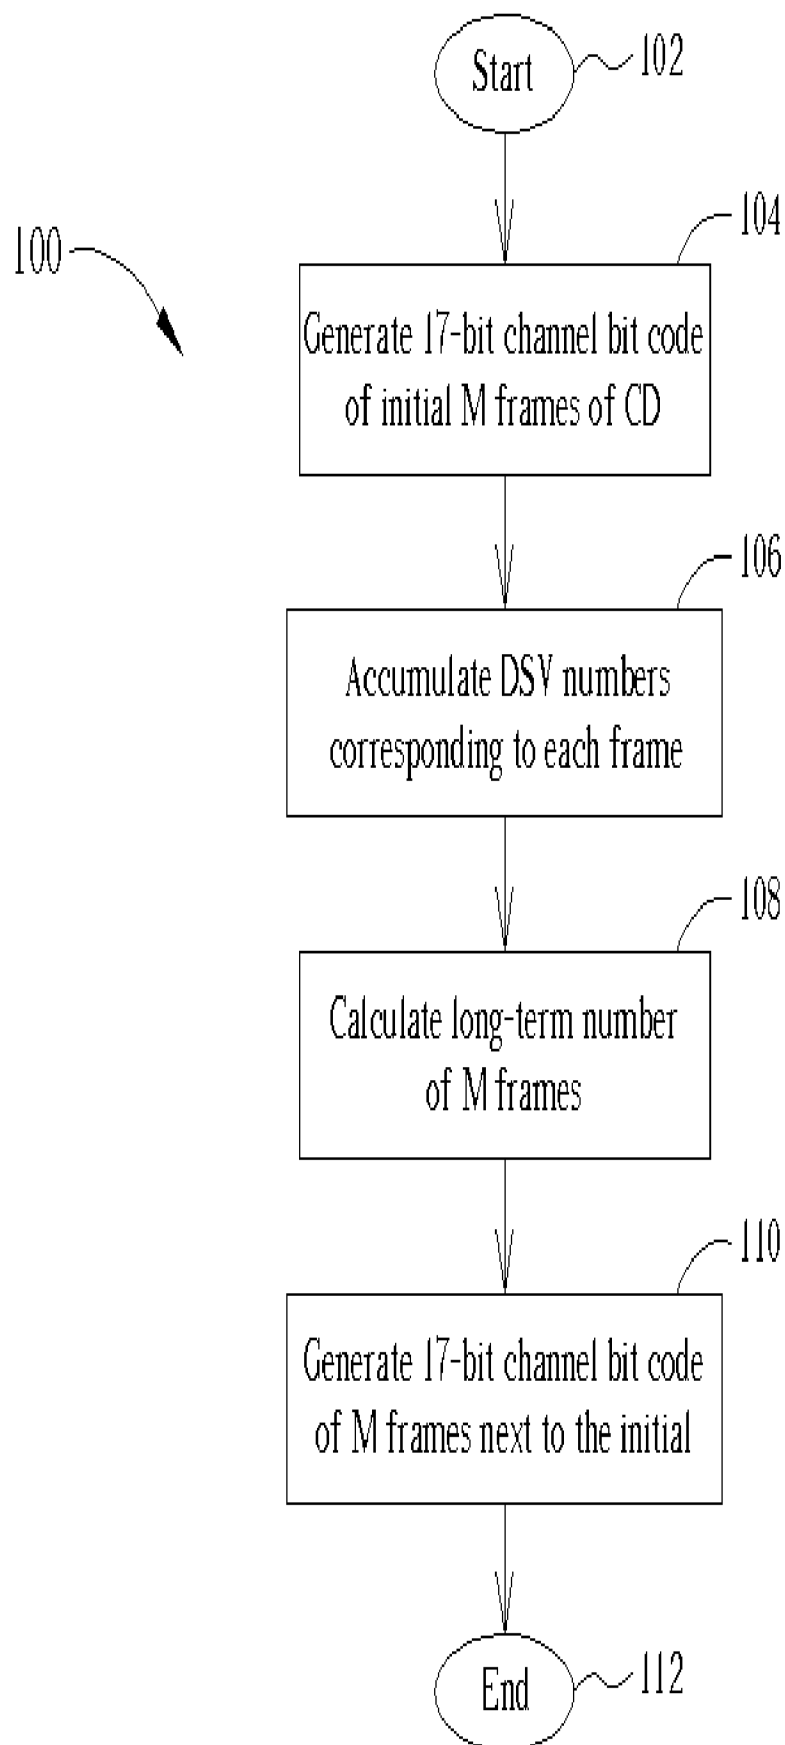 Start
102
100
104
Generate 17-bit channel bit code
of initial M frames of CD
106
Accumulate DSV numbers
corresponding to each frame
108
Calculate long-term number
of M frames
110
Generate 17-bit channel bit code
of M frames next to the initial
End
112